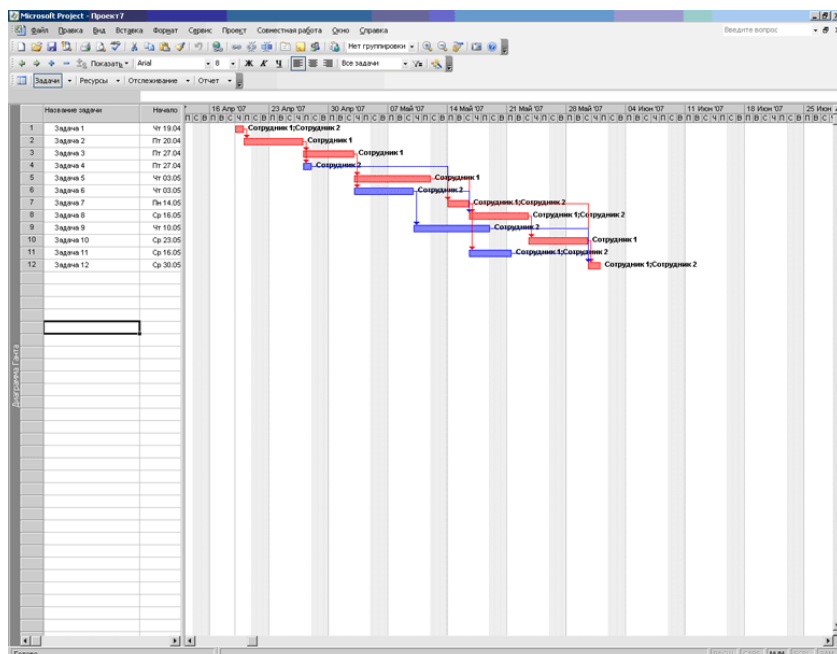 Microsoft Project - Проект7
Файл Правка Вид Вставка Формат Сервис Проект Совместная работа Окно Справка Введите вопрос
Нет группировки
Показать Arial 8 Ж К Ч Все задачи
Задачи Ресурсы Отслеживание Отчет
Название задачи Начало 16 Апр '07 23 Апр '07 30 Апр '07 07 Май '07 14 Май '07 21 Май '07 28 Май '07 04 Июн '07 11 Июн '07 18 Июн '07 25 Июн
1 Задача 1 Чт 19.04 Сотрудник 1;Сотрудник 2
2 Задача 2 Пт 20.04 Сотрудник 1
3 Задача 3 Пт 27.04 Сотрудник 1
4 Задача 4 Пт 27.04 Сотрудник 2
5 Задача 5 Чт 03.05 Сотрудник 1
6 Задача 6 Чт 03.05 Сотрудник 2
7 Задача 7 Пн 14.05 Сотрудник 1;Сотрудник 2
8 Задача 8 Ср 16.05 Сотрудник 1;Сотрудник 2
9 Задача 9 Чт 10.05 Сотрудник 2
10 Задача 10 Ср 23.05 Сотрудник 1
11 Задача 11 Ср 16.05 Сотрудник 1;Сотрудник 2
12 Задача 12 Ср 30.05 Сотрудник 1;Сотрудник 2
Диаграмма Ганта